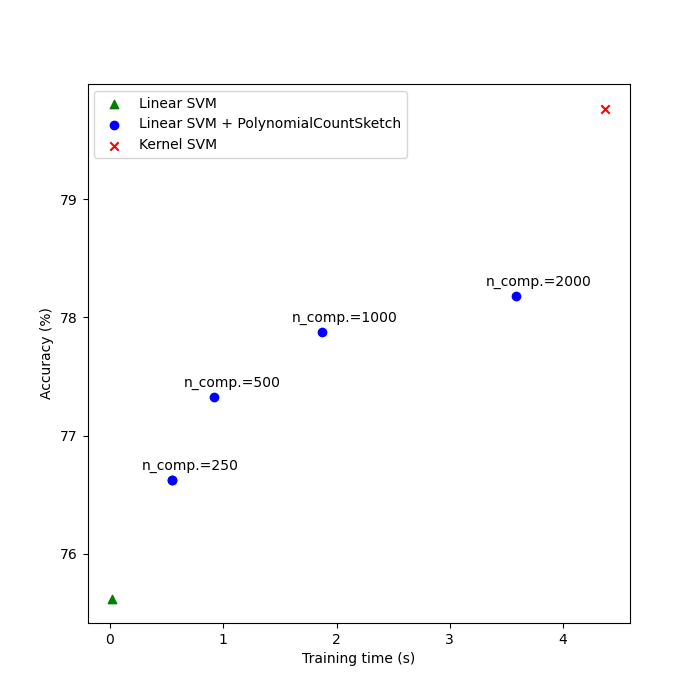 Linear SVM
Linear SVM + PolynomialCountSketch
Kernel SVM
79
n_comp.=2000
78
n_comp.=1000
n_comp.=500
77
n_comp.=250
76
Accuracy (%)
0 1 2 3 4
Training time (s)